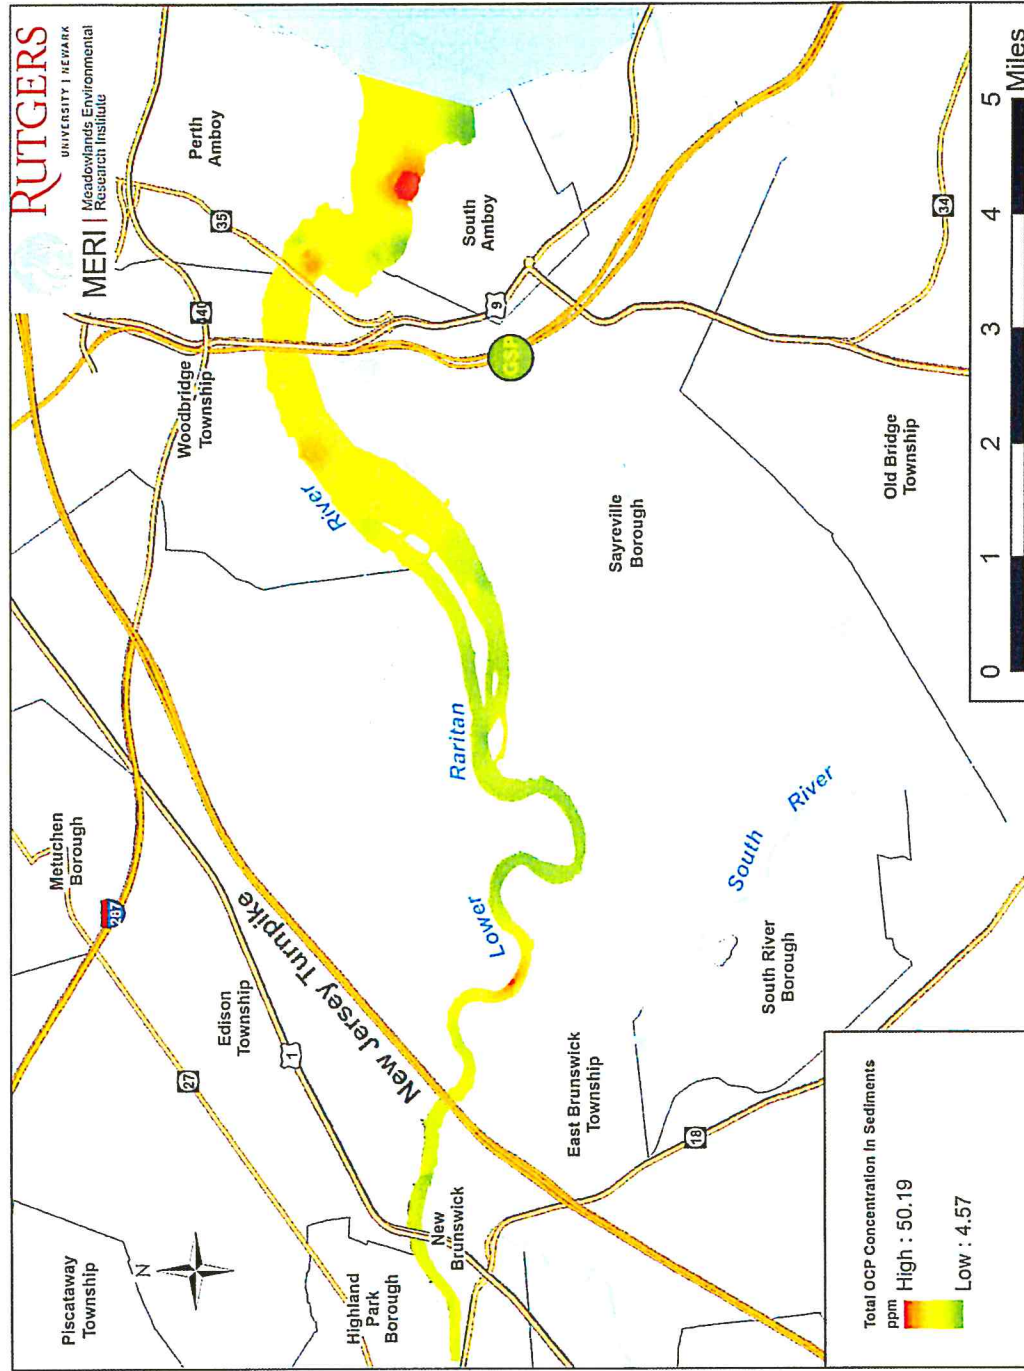 RUTGERS
UNIVERSITY | NEWARK
MERI | Meadowlands Environmental
Research Institute
Perth
Amboy
35
South
Amboy
440
9
GSP
34
Woodbridge
Township
River
Old Bridge
Township
Sayreville
Borough
Raritan
Lower
South
River
Metuchen
Borough
287
New Jersey Turnpike
Edison
Township
1
27
South River
Borough
East Brunswick
Township
18
New
Brunswick
Highland
Park
Borough
Piscataway
Township
N
Total OCP Concentration In Sediments
ppm
High : 50.19
Low : 4.57
0 1 2 3 4 5
Miles